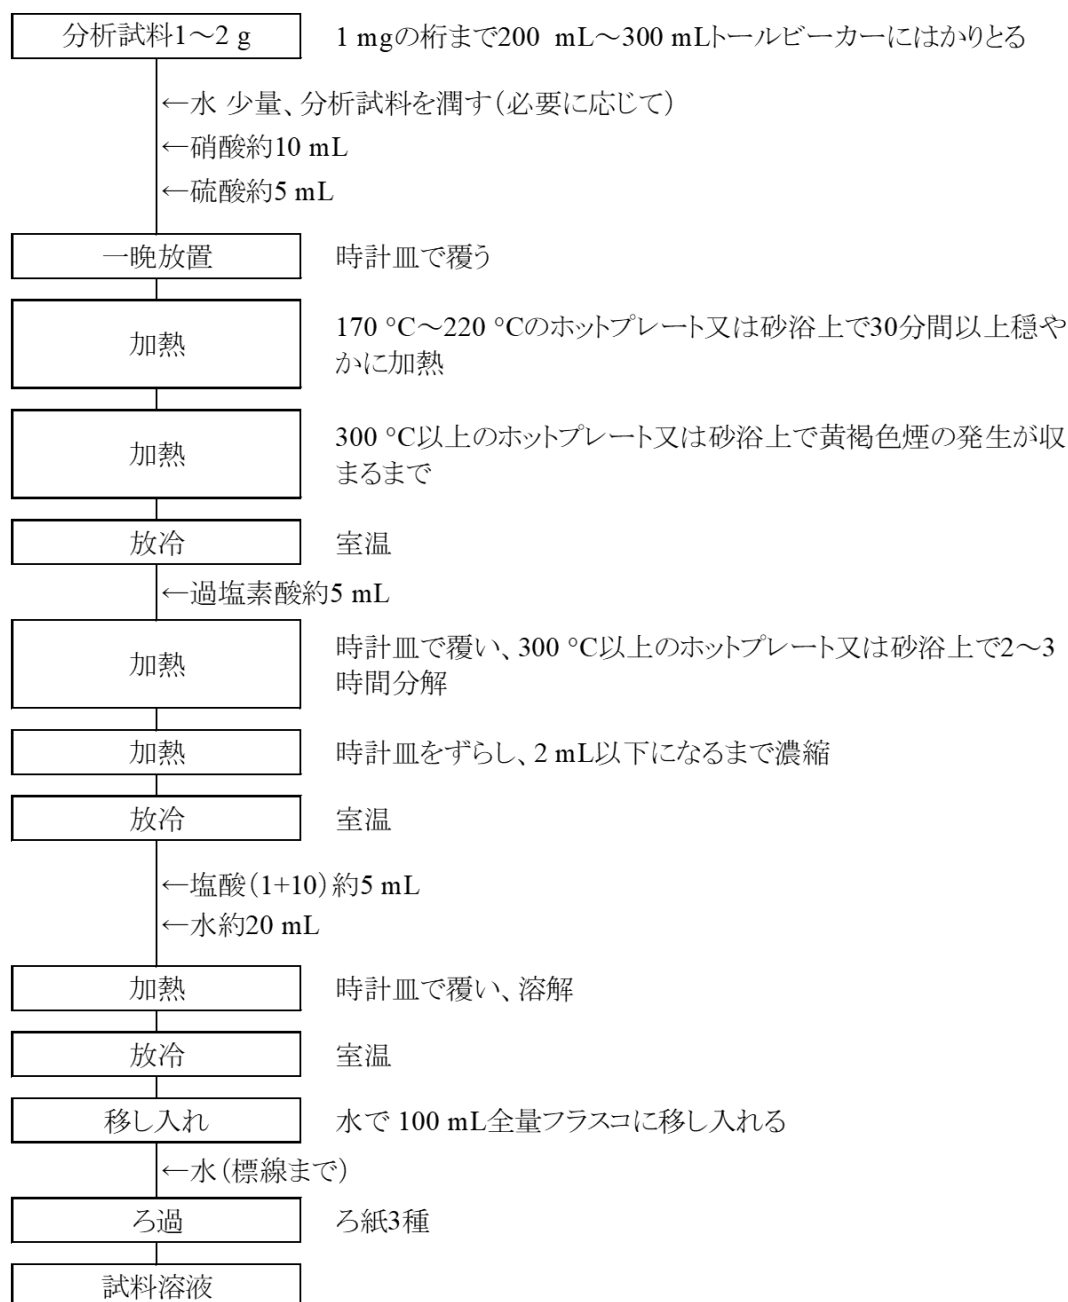 分析試料1～2 g
1 mgの桁まで200 mL～300 mLトールビーカーにはかりとる
←水 少量、分析試料を潤す（必要に応じて）
←硝酸約10 mL
←硫酸約5 mL
一晩放置
時計皿で覆う
加熱
170 °C～220 °Cのホットプレート又は砂浴上で30分間以上穏や
かに加熱
加熱
300 °C以上のホットプレート又は砂浴上で黄褐色煙の発生が収
まるまで
放冷
室温
←過塩素酸約5 mL
加熱
時計皿で覆い、300 °C以上のホットプレート又は砂浴上で2～3
時間分解
加熱
時計皿をずらし、2 mL以下になるまで濃縮
放冷
室温
←塩酸（1+10）約5 mL
←水約20 mL
加熱
時計皿で覆い、溶解
放冷
室温
移し入れ
水で 100 mL全量フラスコに移し入れる
←水（標線まで）
ろ過
ろ紙3種
試料溶液